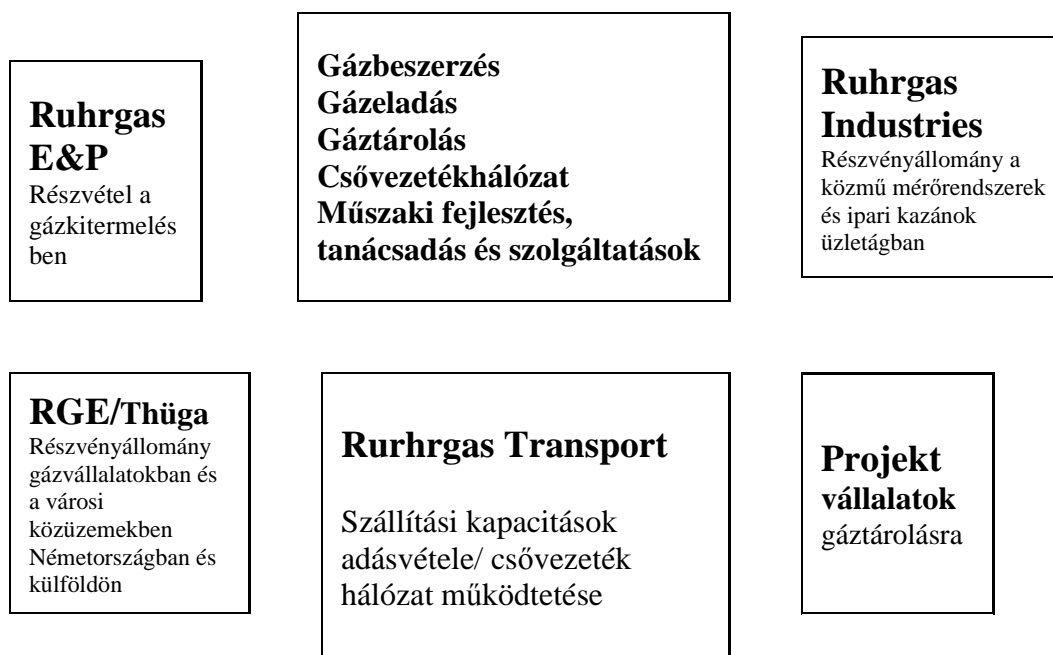 Ruhrgas
E&P
Részvétel a
gázkitermelés
ben
Gázbeszerzés
Gázeladás
Gáztárolás
Csővezetékhálózat
Műszaki fejlesztés,
tanácsadás és szolgáltatások
Ruhrgas
Industries
Részvényállomány a
közmű mérőrendszerek
és ipari kazánok
üzletágban
RGE/Thüga
Részvényállomány
gázvállalatokban és
a városi
közüzemekben
Németországban és
külföldön
Rurhrgas Transport
Szállítási kapacitások
adásvétele/ csővezeték
hálózat működtetése
Projekt
vállalatok
gáztárolásra